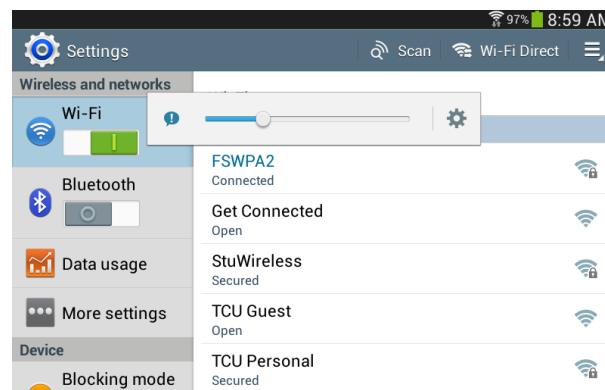 97% 8:59 AM
Settings
Scan
Wi-Fi Direct
Wireless and networks
Wi-Fi
Bluetooth
Data usage
More settings
Device
Blocking mode
FSWPA2
Connected
Get Connected
Open
StuWireless
Secured
TCU Guest
Open
TCU Personal
Secured